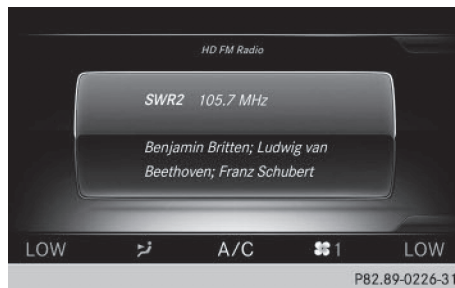 HD FM Radio
SWR2 105.7 MHz
Benjamin Britten; Ludwig van
Beethoven; Franz Schubert
LOW A/C 1 LOW
P82.89-0226-31